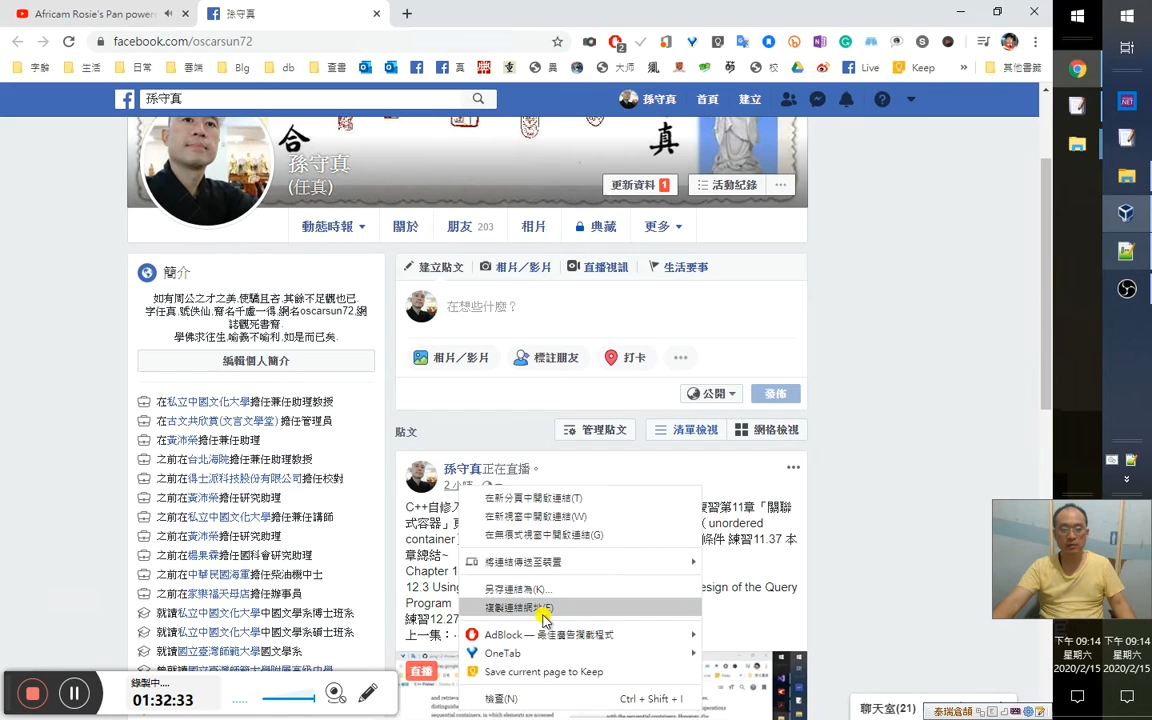 Africam Rosie's Pan power
孫守真
facebook.com/oscarsun72
字辭
生活
日常
雲端
Blg
db
查書
真
異
大师
校
Live
Keep
»
其他書籤
孫守真
孫守真
首頁
建立
合
真
孫守真
(任真)
更新資料 1
活動紀錄
動態時報
關於
朋友 203
相片
典藏
更多
簡介
如有周公之才之美,使驕且吝,其餘不足觀也已.
字任真,號佚仙,齋名千慮一得,網名oscarsun72,網
誌觀死書齋.
學佛求往生,喻義不喻利,如是而已矣.
編輯個人簡介
在私立中國文化大學擔任兼任助理教授
在古文共欣賞(文言文學堂) 擔任管理員
在黃沛榮擔任兼任助理
之前在台北海院擔任兼任助理教授
之前在得士派科技股份有限公司擔任校對
之前在黃沛榮擔任研究助理
之前在私立中國文化大學擔任兼任講師
之前在黃沛榮擔任研究助理
之前在楊果霖擔任國科會研究助理
之前在中華民國海軍擔任柴油機中士
之前在家樂福天母店擔任辦事員
就讀私立中國文化大學中國文學系博士班系
就讀私立中國文化大學中國文學系碩士班系
就讀國立臺灣師範大學
建立貼文
相片／影片
直播視訊
生活要事
在想些什麼？
相片／影片
標註朋友
打卡
公開
發佈
貼文
管理貼文
清單檢視
網格檢視
孫守真正在直播。
2 小時
C++自修入
複習第11章「關聯
式容器」頁
（unordered
container）
條件 練習11.37 本
章總結~
Chapter 1
12.3 Using
esign of the Query
Program
練習12.27
上一集：
直播
在新分頁中開啟連結(T)
在新視窗中開啟連結(W)
在無痕式視窗中開啟連結(G)
將連結傳送至裝置
另存連結為(K)...
複製連結網址(E)
AdBlock — 最佳廣告攔截程式
OneTab
Save current page to Keep
檢查(N)
Ctrl + Shift + I
錄製中...
01:32:33
聊天室(21)
泰瑞倉頡
下午 09:14
星期六
2020/2/15
下午 09:14
星期六
2020/2/15